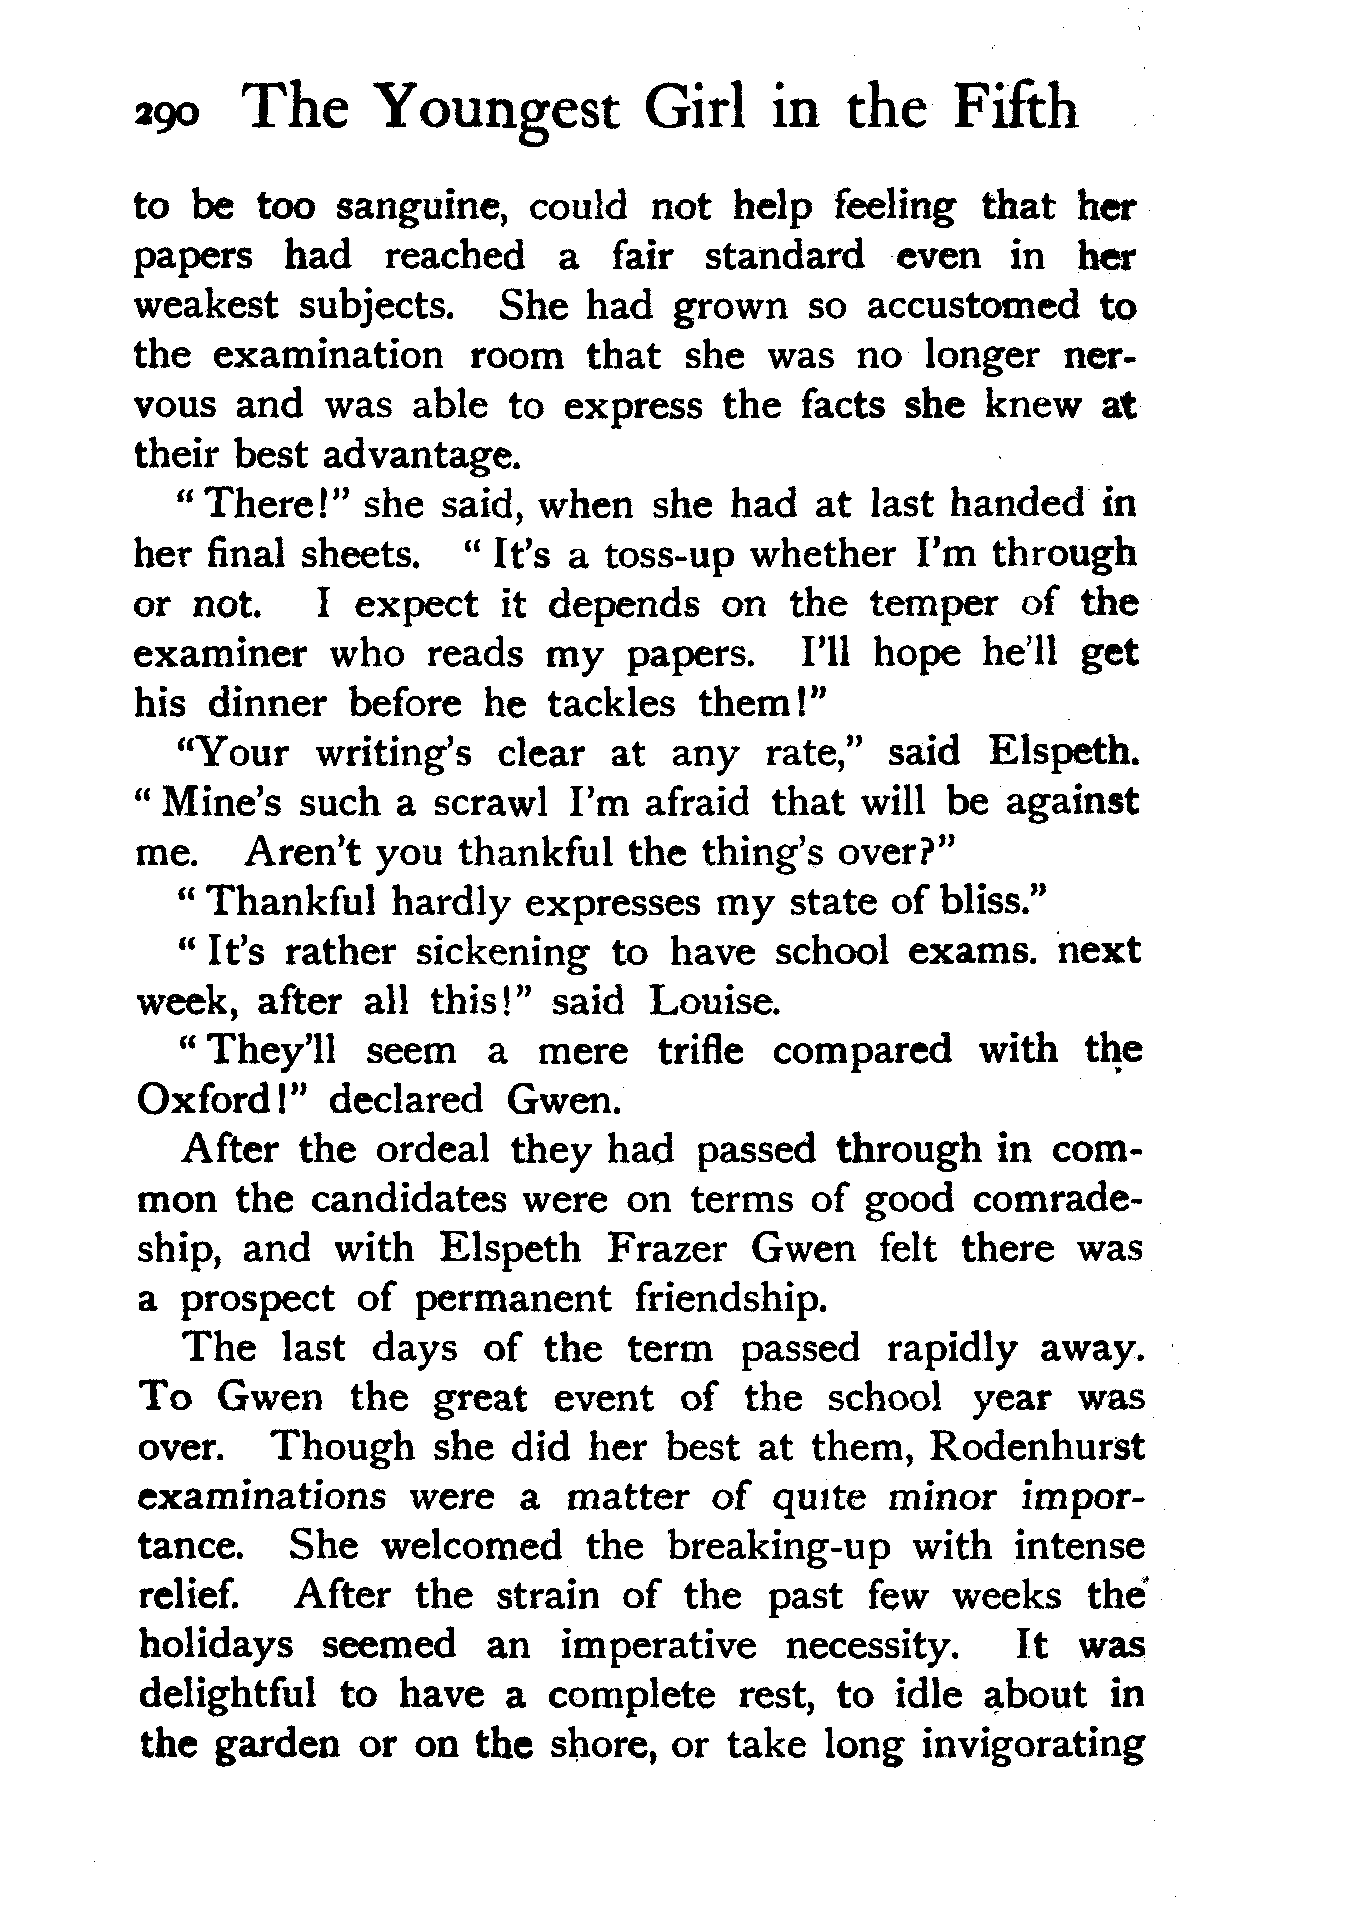 290 The Youngest Girl in the Fifth
to be too sanguine, could not help feeling that her
papers had reached a fair standard even in her
weakest subjects. She had grown so accustomed to
the examination room that she was no longer ner-
vous and was able to express the facts she knew at
their best advantage.
"There!" she said, when she had at last handed in
her final sheets. "It's a toss-up whether I'm through
or not. I expect it depends on the temper of the
examiner who reads my papers. I'll hope he'll get
his dinner before he tackles them!"
"Your writing's clear at any rate," said Elspeth.
"Mine's such a scrawl I'm afraid that will be against
me. Aren't you thankful the thing's over?"
"Thankful hardly expresses my state of bliss."
"It's rather sickening to have school exams. next
week, after all this!" said Louise.
"They'll seem a mere trifle compared with the
Oxford!" declared Gwen.
After the ordeal they had passed through in com-
mon the candidates were on terms of good comrade-
ship, and with Elspeth Frazer Gwen felt there was
a prospect of permanent friendship.
The last days of the term passed rapidly away.
To Gwen the great event of the school year was
over. Though she did her best at them, Rodenhurst
examinations were a matter of quite minor impor-
tance. She welcomed the breaking-up with intense
relief. After the strain of the past few weeks the
holidays seemed an imperative necessity. It was
delightful to have a complete rest, to idle about in
the garden or on the shore, or take long invigorating